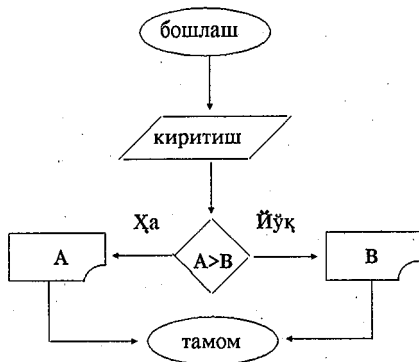 бошлаш
киритиш
Ҳа
Йўқ
A
A>B
B
тамом